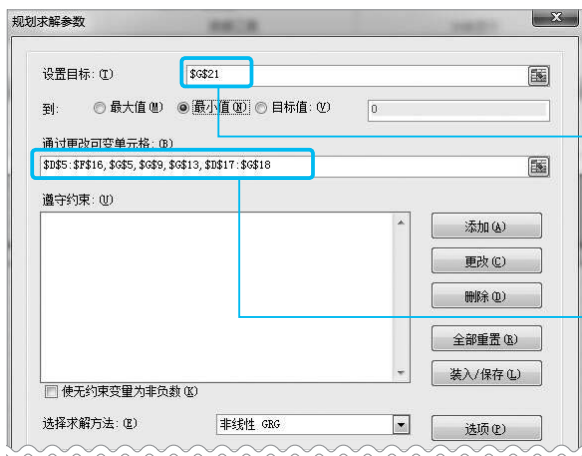 规划求解参数
设置目标: (T) $G$21
到: 最大值(M) 最小值(N) 目标值: (V) 0
通过更改可变单元格: (B)
$D$5:$F$16, $G$5, $G$9, $G$13, $D$17:$G$18
遵守约束: (U)
添加(A)
更改(C)
删除(D)
全部重置(R)
装入/保存(L)
使无约束变量为非负数(K)
选择求解方法: (E) 非线性 GRG 选项(P)